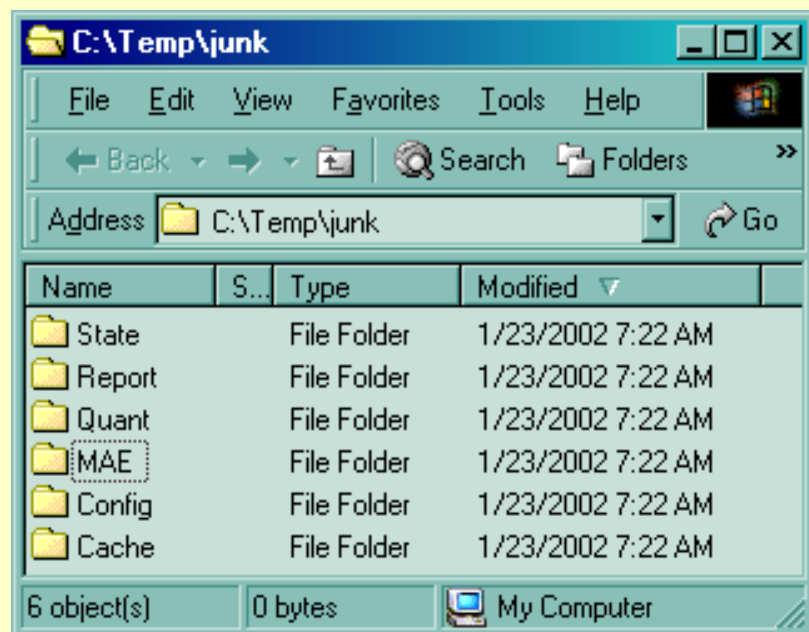 C:\Temp\junk
File Edit View Favorites Tools Help
Back Search Folders »
Address C:\Temp\junk Go
Name S... Type Modified
State File Folder 1/23/2002 7:22 AM
Report File Folder 1/23/2002 7:22 AM
Quant File Folder 1/23/2002 7:22 AM
MAE File Folder 1/23/2002 7:22 AM
Config File Folder 1/23/2002 7:22 AM
Cache File Folder 1/23/2002 7:22 AM
6 object(s) 0 bytes My Computer